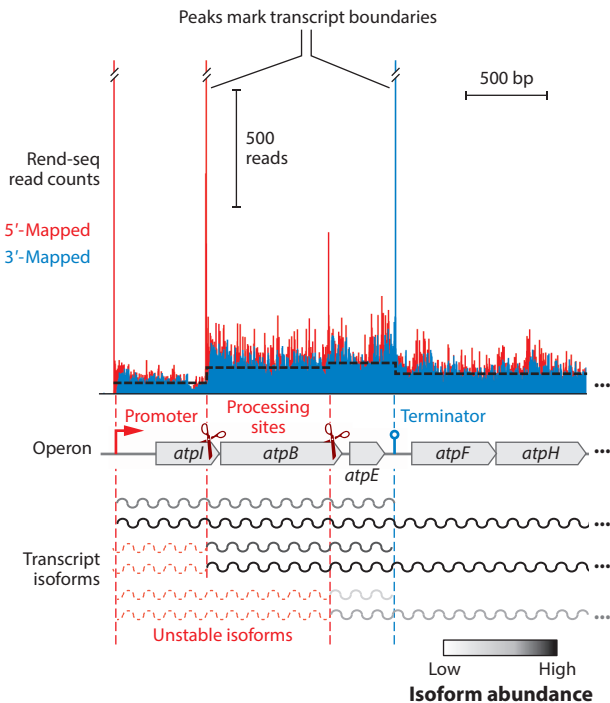 Peaks mark transcript boundaries
500 bp
500
reads
Rend-seq
read counts
5′-Mapped
3′-Mapped
...
Promoter
Processing
sites
Terminator
Operon
atpI
atpB
atpE
atpF
atpH
...
...
Transcript
isoforms
...
...
Unstable isoforms
Low
High
Isoform abundance